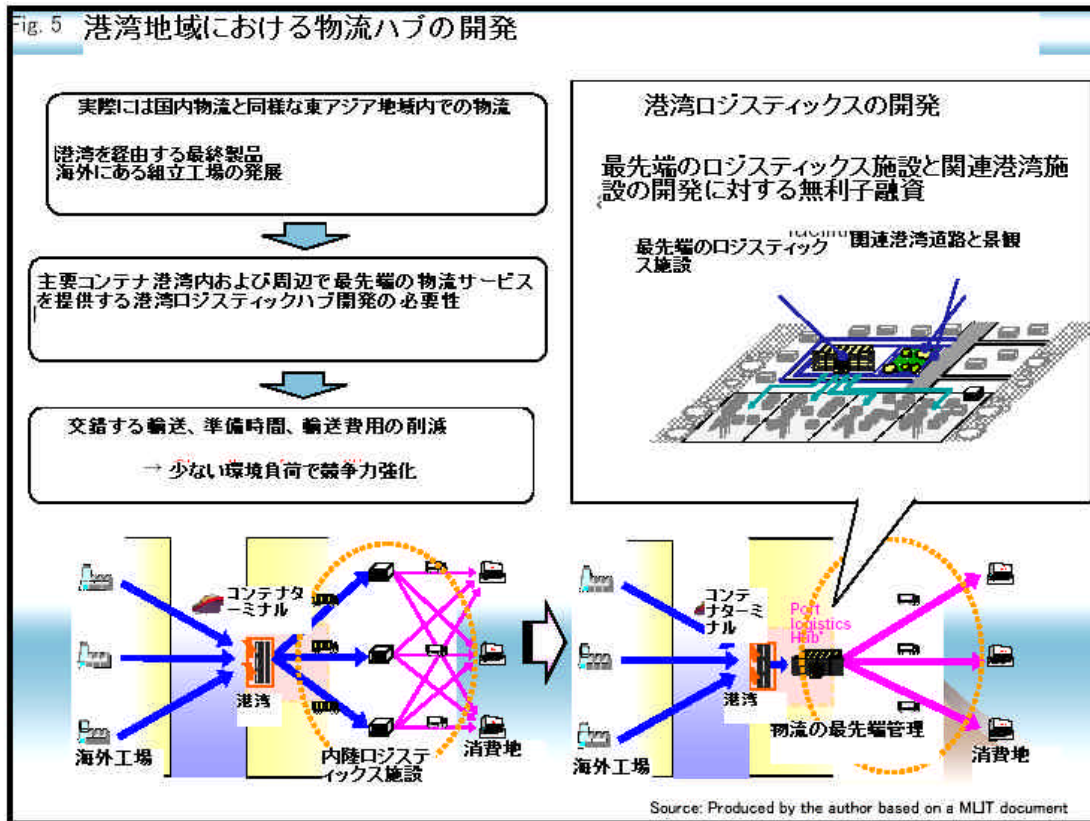 Fig. 5 港湾地域における物流ハブの開発
実際には国内物流と同様な東アジア地域内での物流
港湾を経由する最終製品
海外にある組立工場の発展
主要コンテナ港湾内および周辺で最先端の物流サービス
を提供する港湾ロジスティックハブ開発の必要性
交錯する輸送、準備時間、輸送費用の削減
→ 少ない環境負荷で競争力強化
港湾ロジスティックスの開発
最先端のロジスティックス施設と関連港湾施
設の開発に対する無利子融資
最先端のロジスティック
ス施設
関連港湾道路と景観
コンテナタ
ーミナル
港湾
海外工場
内陸ロジステ
ィックス施設
消費地
コンテ
ナターミ
ナル
Port
logistics
Hub
港湾
物流の最先端管理
海外工場
消費地
Source: Produced by the author based on a MLIT document